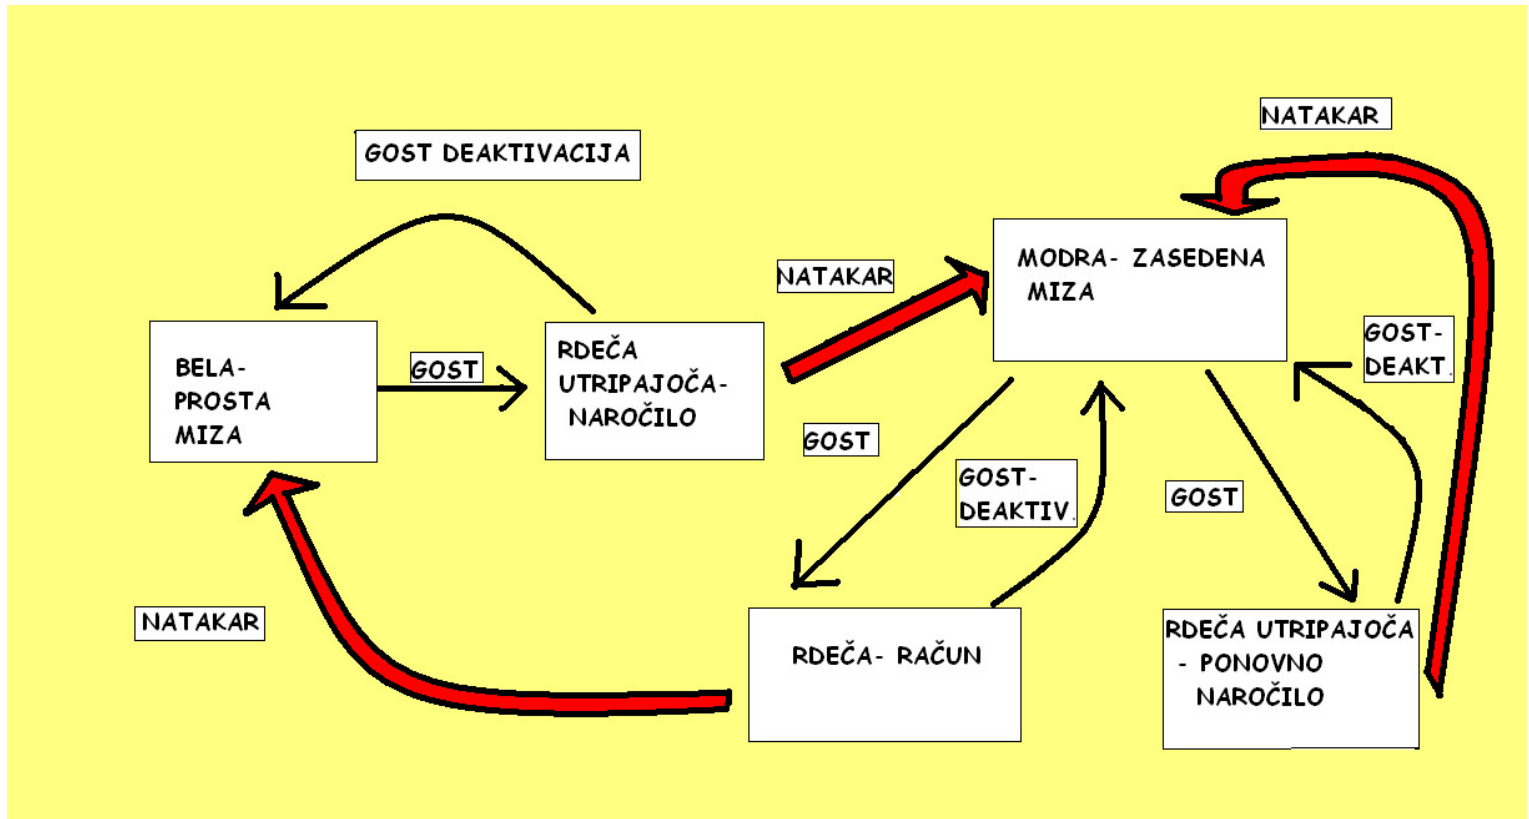 NATAKAR
GOST DEAKTIVACIJA
MODRA- ZASEDENA
MIZA
NATAKAR
GOST-
DEAKT.
RDEČA
UTRIPAJOČA-
NAROČILO
GOST
BELA-
PROSTA
MIZA
GOST
GOST-
DEAKTIV.
GOST
NATAKAR
RDEČA- RAČUN
RDEČA UTRIPAJOČA
- PONOVNO
NAROČILO